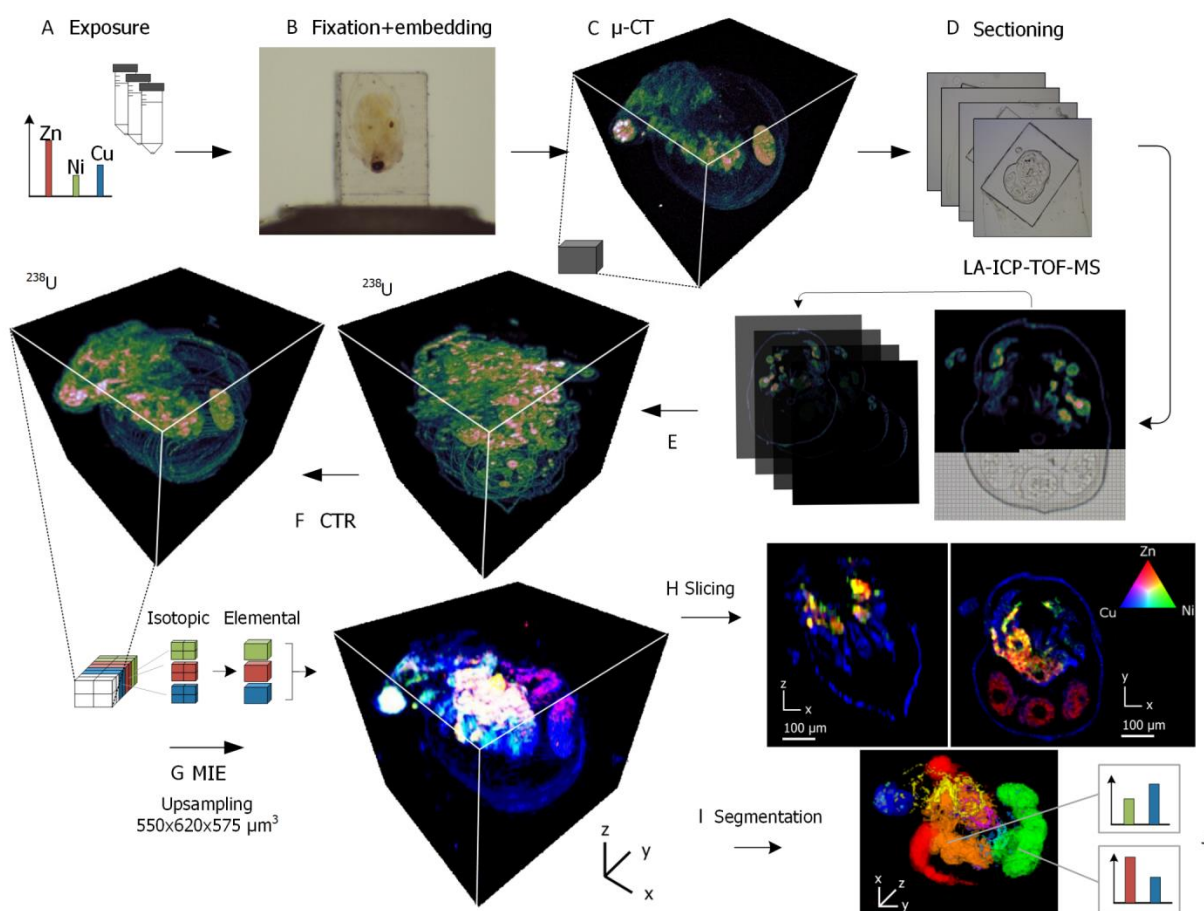 A Exposure
B Fixation+embedding
C μ-CT
D Sectioning
Zn
Ni
Cu
LA-ICP-TOF-MS
238U
238U
E
F CTR
Isotopic
Elemental
G MIE
Upsampling
550x620x575 μm3
z
y
x
H Slicing
z
x
100 μm
Zn
Cu
Ni
y
x
100 μm
I Segmentation
x
z
y